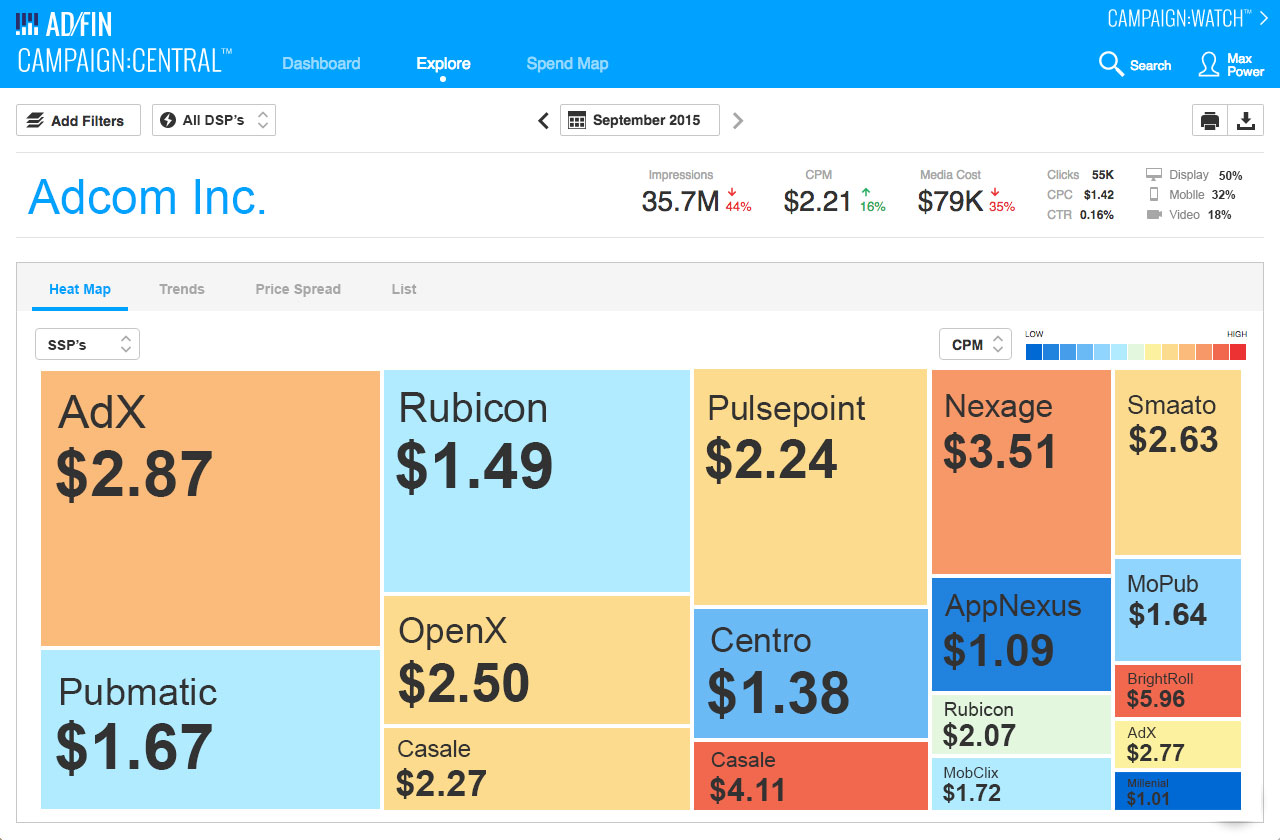 AD/FIN
CAMPAIGN:WATCH™
CAMPAIGN:CENTRAL™
Dashboard
Explore
Spend Map
Search
Max
Power
Add Filters
All DSP's
September 2015
Adcom Inc.
Impressions
35.7M 44%
CPM
$2.21 16%
Media Cost
$79K 35%
Clicks 55K
CPC $1.42
CTR 0.16%
Display 50%
Moblle 32%
Video 18%
Heat Map
Trends
Price Spread
List
SSP's
CPM
LOW
HIGH
AdX
$2.87
Pubmatic
$1.67
Rubicon
$1.49
OpenX
$2.50
Casale
$2.27
Pulsepoint
$2.24
Centro
$1.38
Casale
$4.11
Nexage
$3.51
AppNexus
$1.09
Rubicon
$2.07
MobClix
$1.72
Smaato
$2.63
MoPub
$1.64
BrightRoll
$5.96
AdX
$2.77
Millenial
$1.01